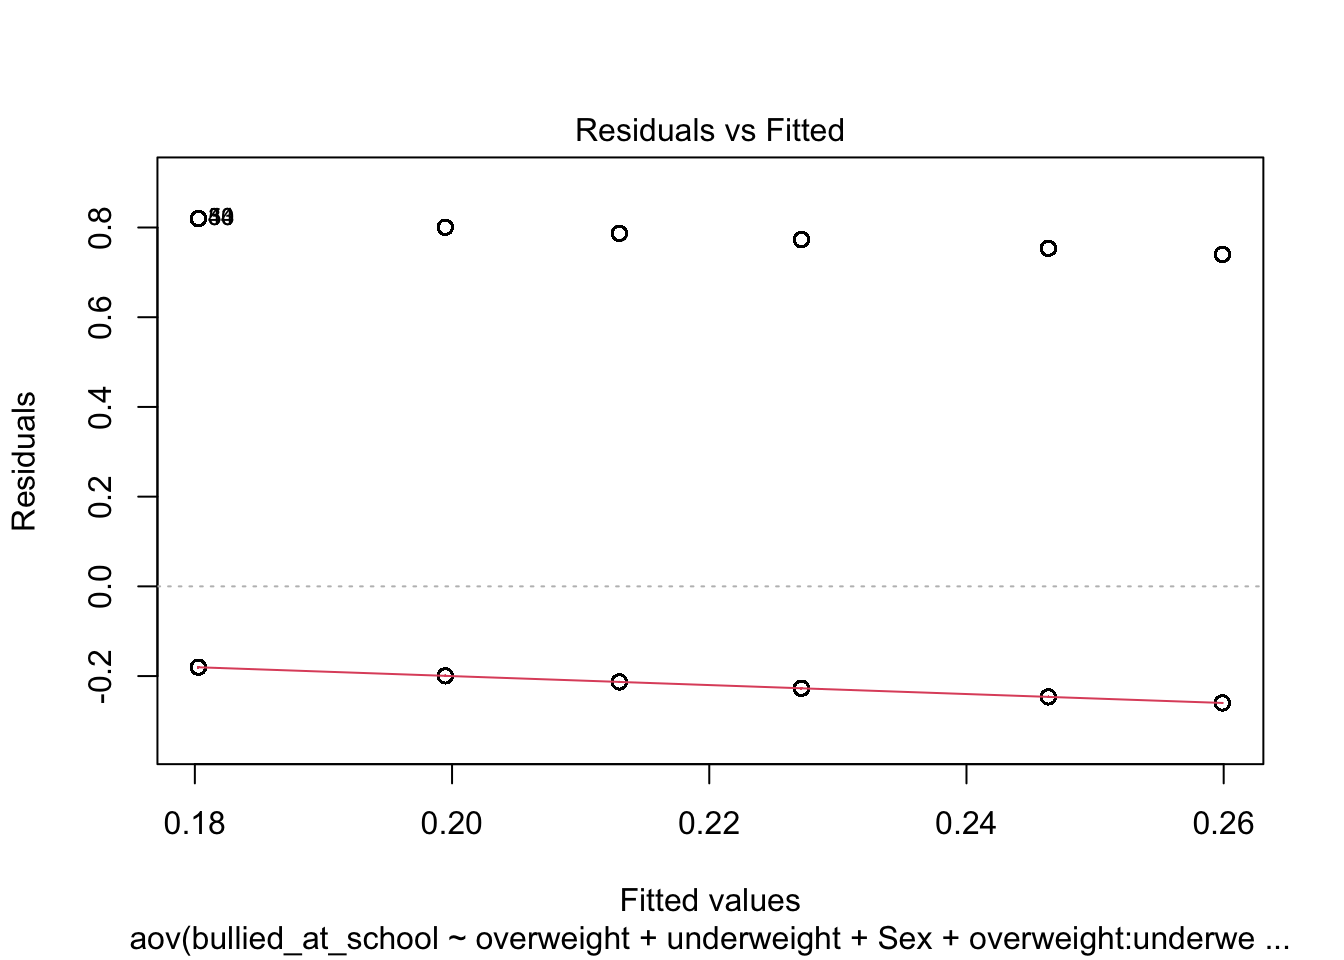 Residuals vs Fitted
0.8
0.6
0.4
0.2
0.0
-0.2
Residuals
0.18 0.20 0.22 0.24 0.26
Fitted values
aov(bullied_at_school ~ overweight + underweight + Sex + overweight:underwe ...